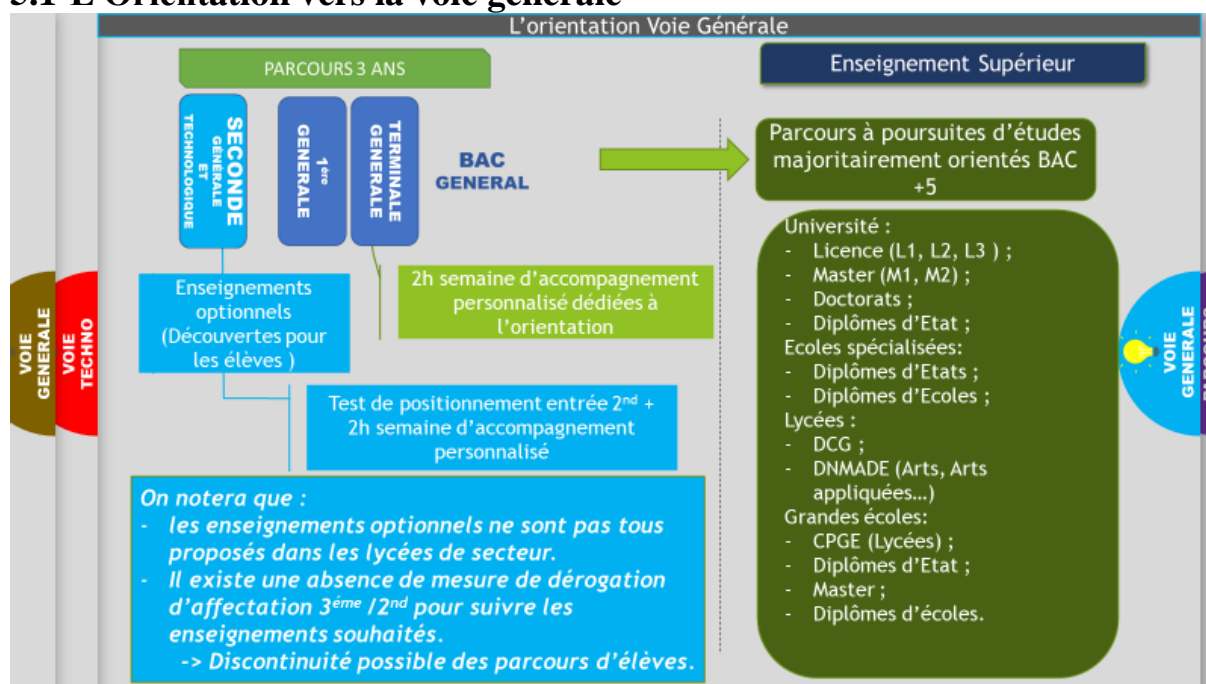 3.1 L'Orientation vers la voie générale
L'orientation Voie Générale
PARCOURS 3 ANS
Enseignement Supérieur
SECONDE
GÉNÉRALE
ET
TECHNOLOGIQUE
1ère
GENERALE
TERMINALE
GENERALE
BAC
GENERAL
Parcours à poursuites d'études
majoritairement orientés BAC
+5
Enseignements
optionnels
(Découvertes pour
les élèves )
2h semaine d'accompagnement
personnalisé dédiées à
l'orientation
Test de positionnement entrée 2nd +
2h semaine d'accompagnement
personnalisé
On notera que :
- les enseignements optionnels ne sont pas tous
proposés dans les lycées de secteur.
- Il existe une absence de mesure de dérogation
d'affectation 3éme /2nd pour suivre les
enseignements souhaités.
-> Discontinuité possible des parcours d'élèves.
Université :
- Licence (L1, L2, L3 ) ;
- Master (M1, M2) ;
- Doctorats ;
- Diplômes d'Etat ;
Ecoles spécialisées:
- Diplômes d'Etats ;
- Diplômes d'Ecoles ;
Lycées :
- DCG ;
- DNMADE (Arts, Arts
appliquées…)
Grandes écoles:
- CPGE (Lycées) ;
- Diplômes d'Etat ;
- Master ;
- Diplômes d'écoles.
VOIE
GENERALE
VOIE
TECHNO
VOIE
GENERALE